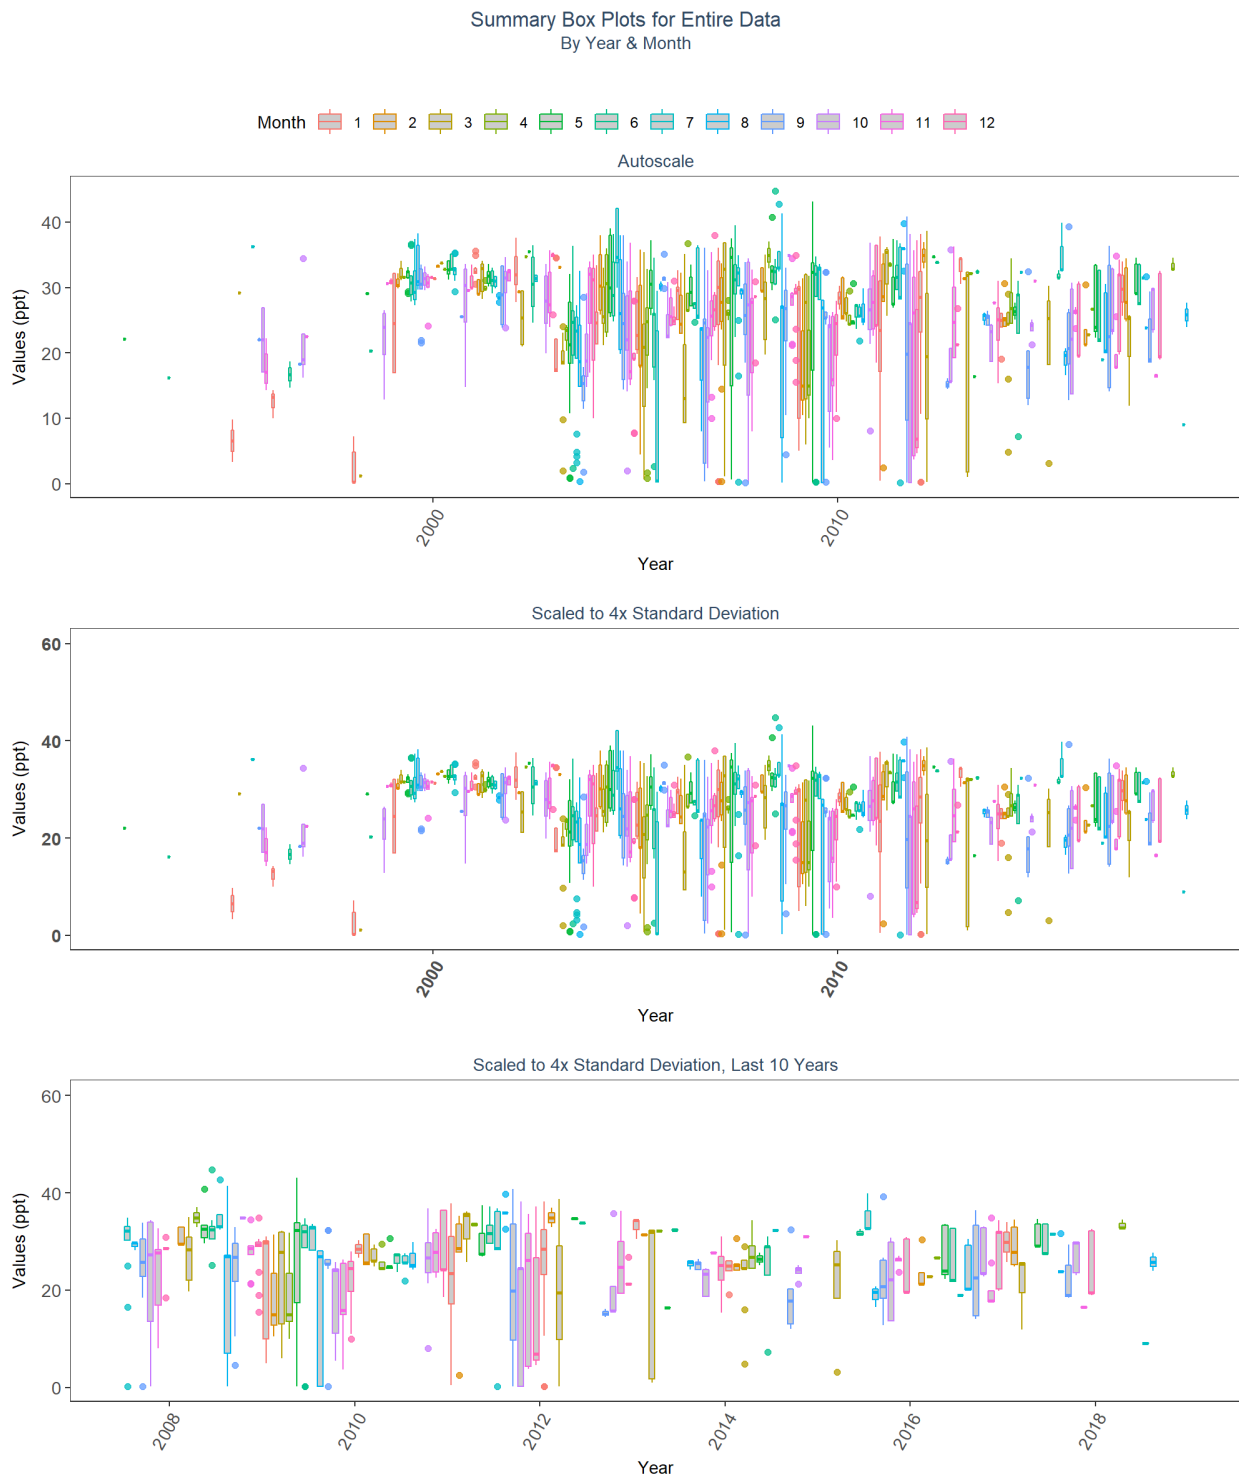 Summary Box Plots for Entire Data
By Year & Month
Month 1 2 3 4 5 6 7 8 9 10 11 12
Autoscale
Values (ppt)
40
30
20
10
0
2000 2010
Year
Scaled to 4x Standard Deviation
Values (ppt)
60
40
20
0
2000 2010
Year
Scaled to 4x Standard Deviation, Last 10 Years
Values (ppt)
60
40
20
0
2008 2010 2012 2014 2016 2018
Year